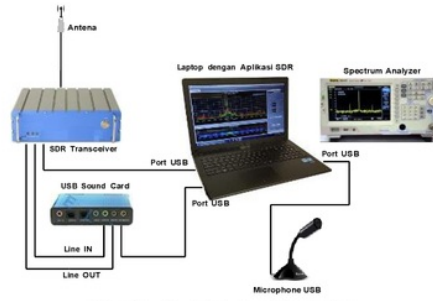 Antena
Laptop dengan Aplikasi SDR
Spectrum Analyzer
SDR Transceiver
Port USB
Port USB
USB Sound Card
Port USB
Line IN
Line OUT
Microphone USB